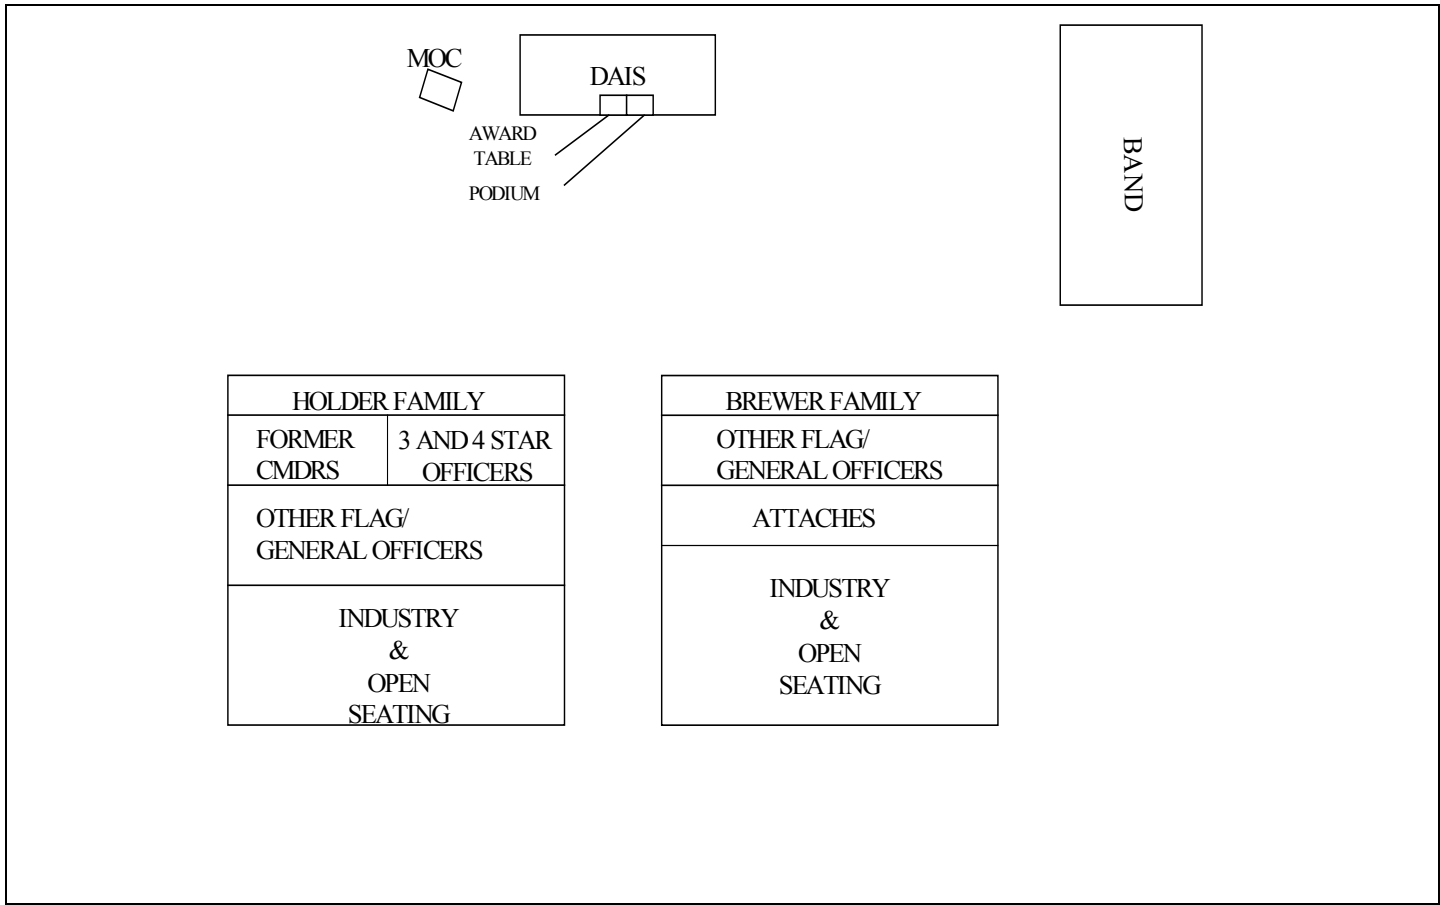 MOC
DAIS
AWARD
TABLE
PODIUM
BAND
HOLDER FAMILY
FORMER
CMDRS
3 AND 4 STAR
OFFICERS
OTHER FLAG/
GENERAL OFFICERS
INDUSTRY
&
OPEN
SEATING
BREWER FAMILY
OTHER FLAG/
GENERAL OFFICERS
ATTACHES
INDUSTRY
&
OPEN
SEATING